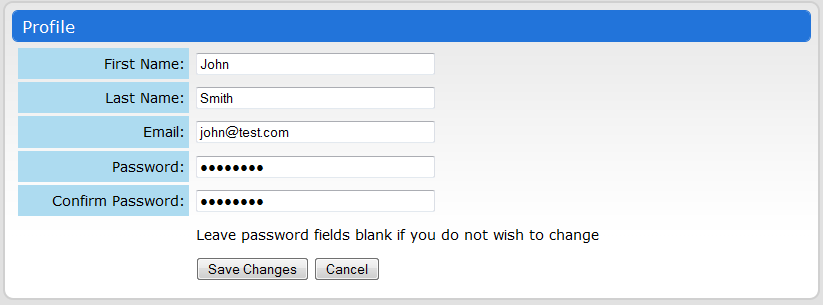 Profile
First Name: John
Last Name: Smith
Email: john@test.com
Password: ●●●●●●●●
Confirm Password: ●●●●●●●●
Leave password fields blank if you do not wish to change
Save Changes Cancel